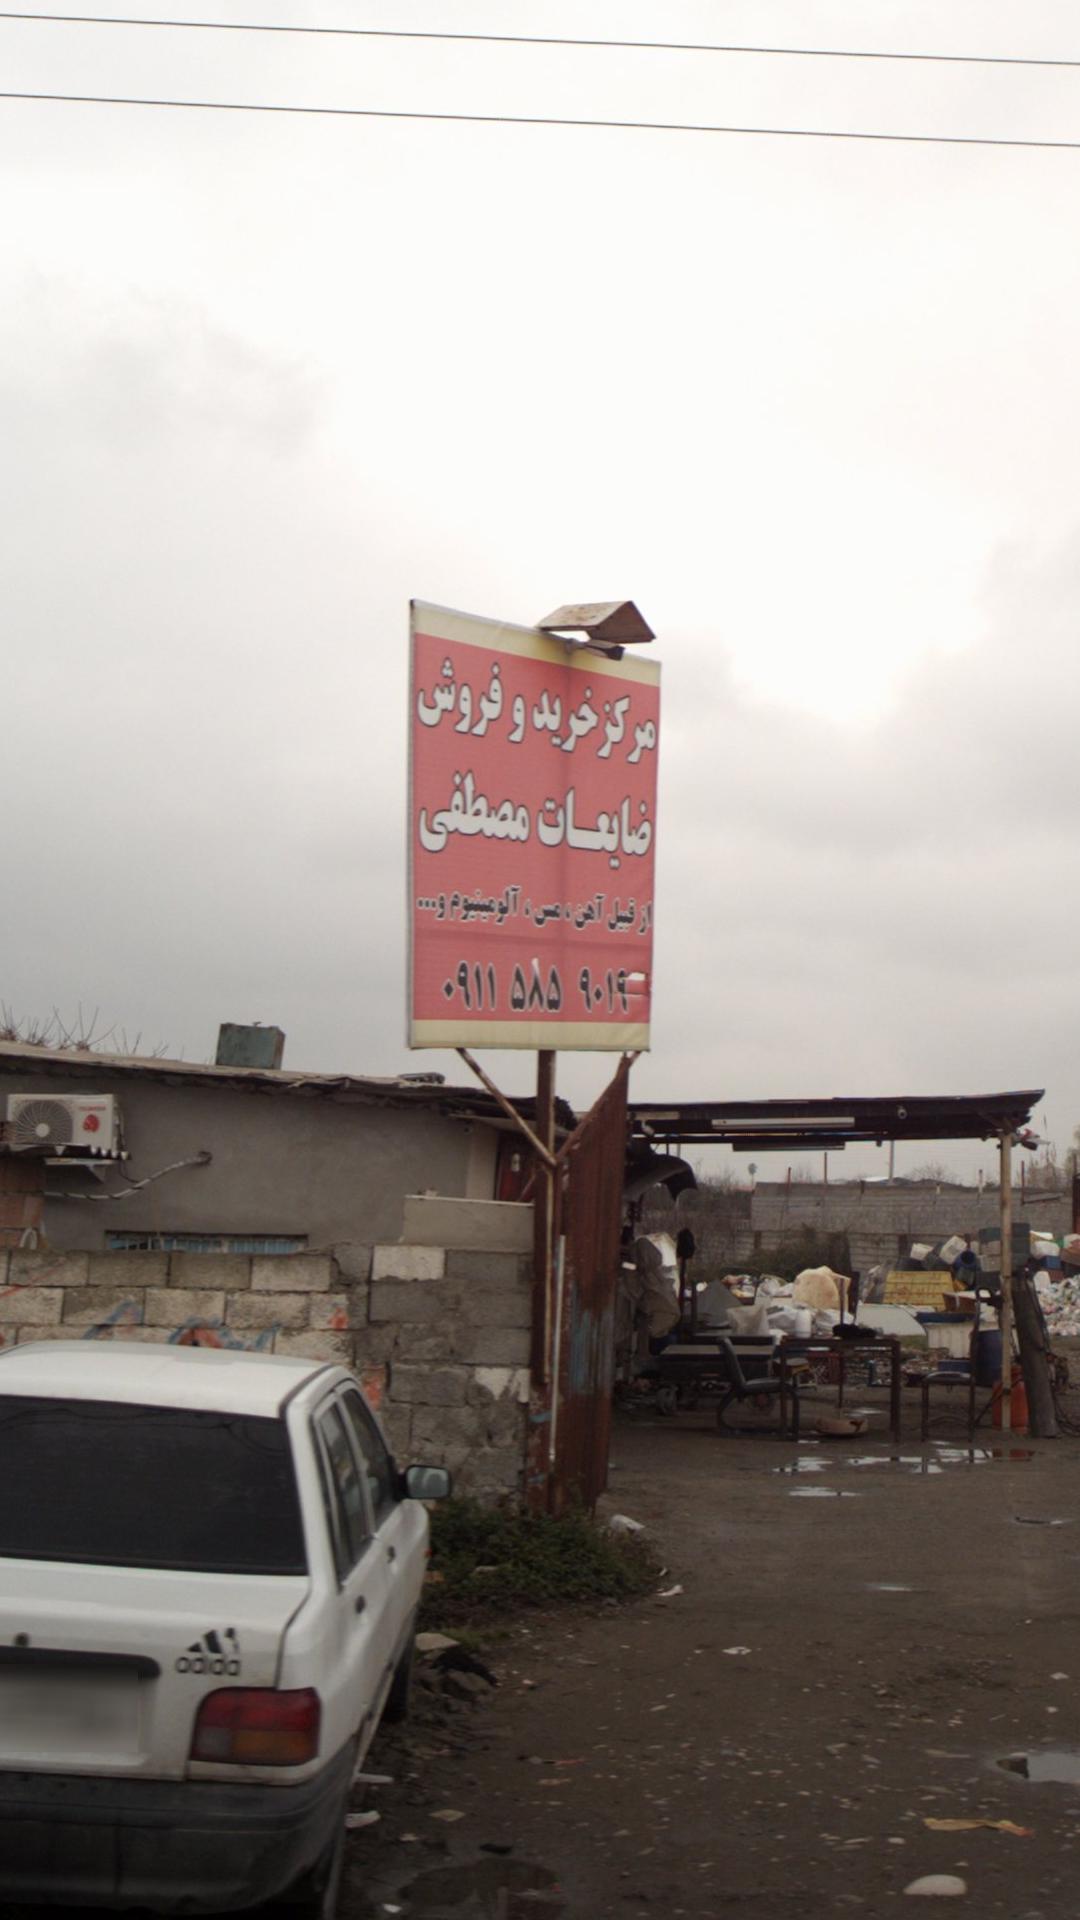 مرکز خرید و فروش
ضایعات مصطفی
از قبیل آهن ، مس ، آلومینیوم و...
۰۹۱۱ ۵۸۵ ۹۰۱۹
adida